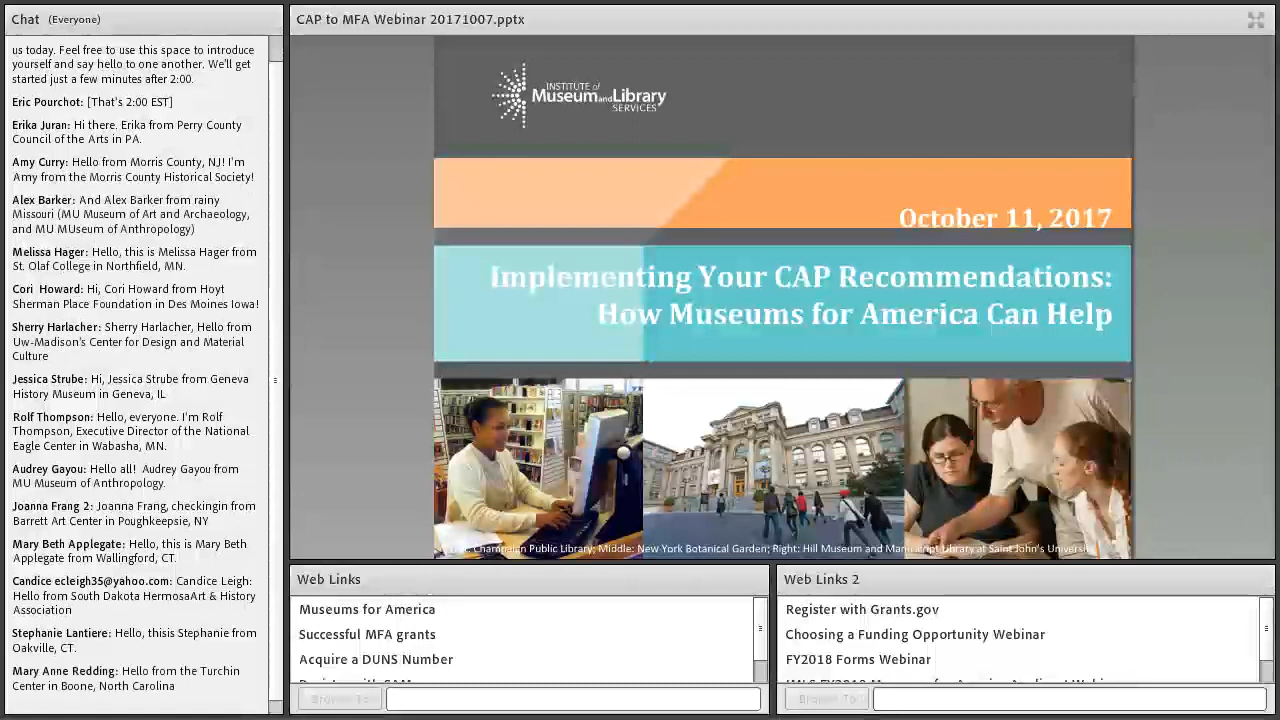 Chat (Everyone)
us today. Feel free to use this space to introduce
yourself and say hello to one another. We'll get
started just a few minutes after 2:00.
Eric Pourchot: [That's 2:00 EST]
Erika Juran: Hi there. Erika from Perry County
Council of the Arts in PA.
Amy Curry: Hello from Morris County, NJ! I'm
Amy from the Morris County Historical Society!
Alex Barker: And Alex Barker from rainy
Missouri (MU Museum of Art and Archaeology,
and MU MUseum of Anthropology)
Melissa Hager: Hello, this is Melissa Hager from
St. Olaf College in Northfield, MN.
Cori Howard: Hi, Cori Howard from Hoyt
Sherman Place Foundation in Des Moines Iowa!
Sherry Harlacher: Sherry Harlacher, Hello from
Uw-Madison's Center for Design and Material
Culture
Jessica Strube: Hi, Jessica Strube from Geneva
History Museum in Geneva, IL
Rolf Thompson: Hello, everyone. I'm Rolf
Thompson, Executive Director of the National
Eagle Center in Wabasha, MN.
Audrey Gayou: Hello all! Audrey Gayou from
MU Museum of Anthropology.
Joanna Frang 2: Joanna Frang, checkingin from
Barrett Art Center in Poughkeepsie, NY
Mary Beth Applegate: Hello, this is Mary Beth
Applegate from Wallingford, CT.
Candice ecleigh35@yahoo.com: Candice Leigh:
Hello from South Dakota HermosaArt & History
Association
Stephanie Lantiere: Hello, thisis Stephanie from
Oakville, CT.
Mary Anne Redding: Hello from the Turchin
Center in Boone, North Carolina
CAP to MFA Webinar 20171007.pptx
INSTITUTE of
Museum and Library
SERVICES
October 11, 2017
Implementing Your CAP Recommendations:
How Museums for America Can Help
Champaign Public Library; Middle: New York Botanical Garden; Right: Hill Museum and Manuscript Library at Saint John's
Web Links
Museums for America
Successful MFA grants
Acquire a DUNS Number
Browse To
Web Links 2
Register with Grants.gov
Choosing a Funding Opportunity Webinar
FY2018 Forms Webinar
Browse To